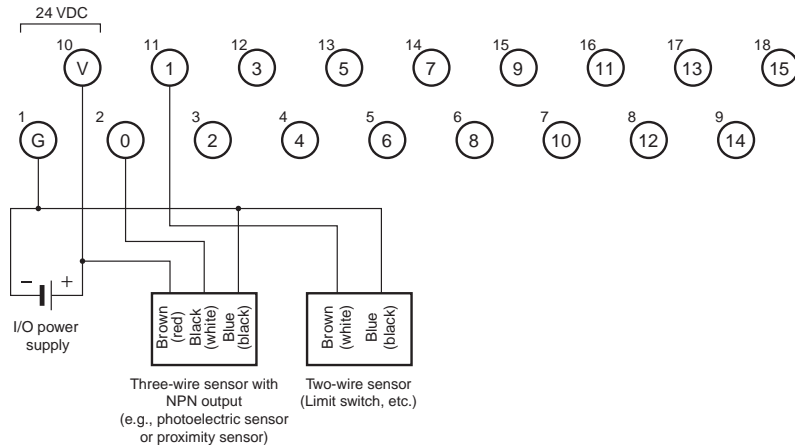 24 VDC
10 11 12 13 14 15 16 17 18
V 1 3 5 7 9 11 13 15
1 2 3 4 5 6 7 8 9
G 0 2 4 6 8 10 12 14
− +
I/O power
supply
Brown
(red)
Black
(white)
Blue
(black)
Brown
(white)
Blue
(black)
Three-wire sensor with
NPN output
(e.g., photoelectric sensor
or proximity sensor)
Two-wire sensor
(Limit switch, etc.)